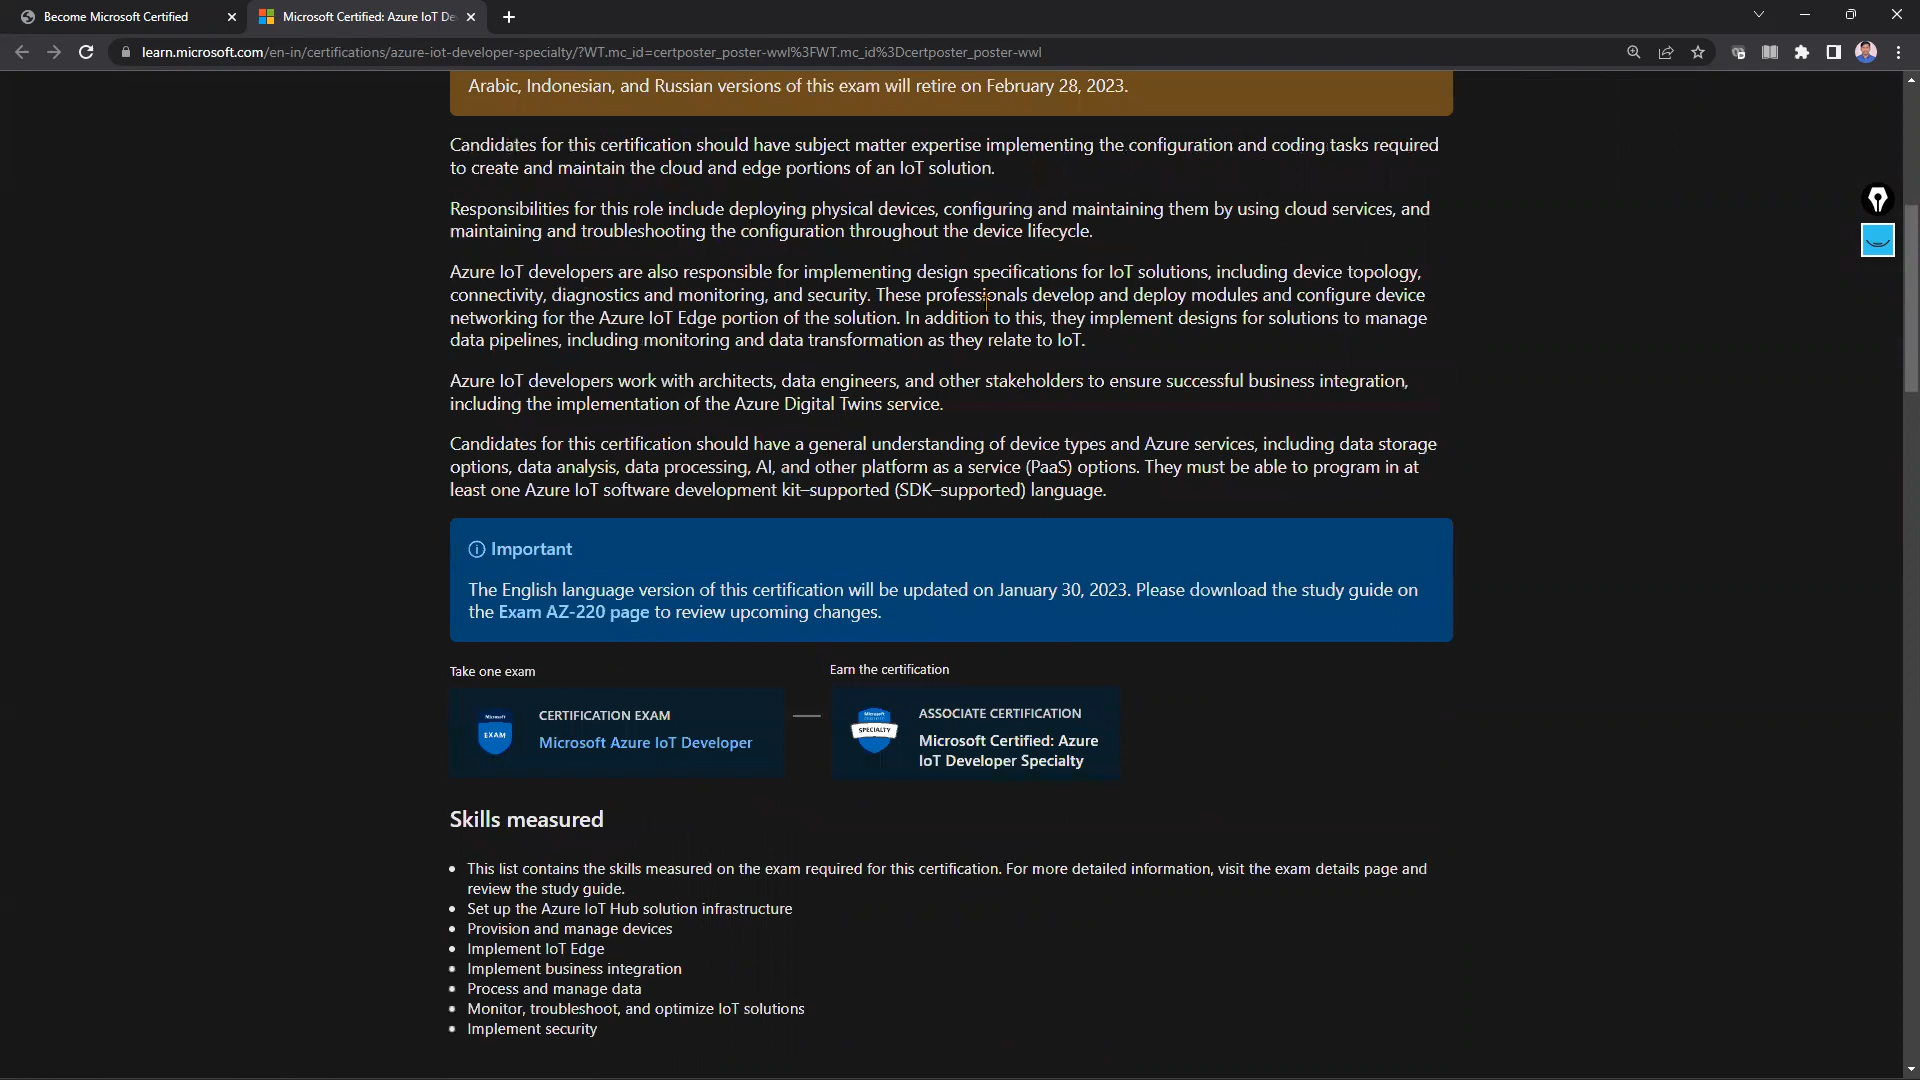 Become Microsoft Certified
Microsoft Certified: Azure IoT De
learn.microsoft.com/en-in/certifications/azure-iot-developer-specialty/?WT.mc_id=certposter_poster-wwl%3FWT.mc_id%3Dcertposter_poster-wwl
Arabic, Indonesian, and Russian versions of this exam will retire on February 28, 2023.
Candidates for this certification should have subject matter expertise implementing the configuration and coding tasks required
to create and maintain the cloud and edge portions of an IoT solution.
Responsibilities for this role include deploying physical devices, configuring and maintaining them by using cloud services, and
maintaining and troubleshooting the configuration throughout the device lifecycle.
Azure IoT developers are also responsible for implementing design specifications for IoT solutions, including device topology,
connectivity, diagnostics and monitoring, and security. These professionals develop and deploy modules and configure device
networking for the Azure IoT Edge portion of the solution. In addition to this, they implement designs for solutions to manage
data pipelines, including monitoring and data transformation as they relate to IoT.
Azure IoT developers work with architects, data engineers, and other stakeholders to ensure successful business integration,
including the implementation of the Azure Digital Twins service.
Candidates for this certification should have a general understanding of device types and Azure services, including data storage
options, data analysis, data processing, AI, and other platform as a service (PaaS) options. They must be able to program in at
least one Azure IoT software development kit–supported (SDK–supported) language.
Important
The English language version of this certification will be updated on January 30, 2023. Please download the study guide on
the Exam AZ-220 page to review upcoming changes.
Take one exam
Earn the certification
Microsoft
EXAM
CERTIFICATION EXAM
Microsoft Azure IoT Developer
Microsoft
SPECIALTY
ASSOCIATE CERTIFICATION
Microsoft Certified: Azure
IoT Developer Specialty
Skills measured
• This list contains the skills measured on the exam required for this certification. For more detailed information, visit the exam details page and
review the study guide.
• Set up the Azure IoT Hub solution infrastructure
• Provision and manage devices
• Implement IoT Edge
• Implement business integration
• Process and manage data
• Monitor, troubleshoot, and optimize IoT solutions
• Implement security